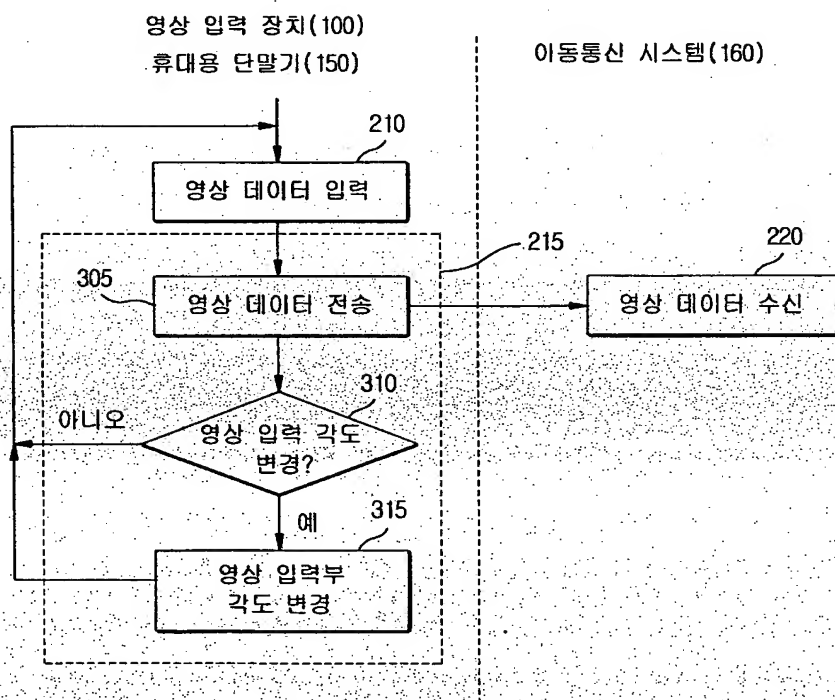 영상 입력 장치(100)
휴대용 단말기(150)
이동통신 시스템(160)
210
영상 데이터 입력
215
305
영상 데이터 전송
220
영상 데이터 수신
310
아니오
영상 입력 각도
변경?
예
315
영상 입력부
각도 변경